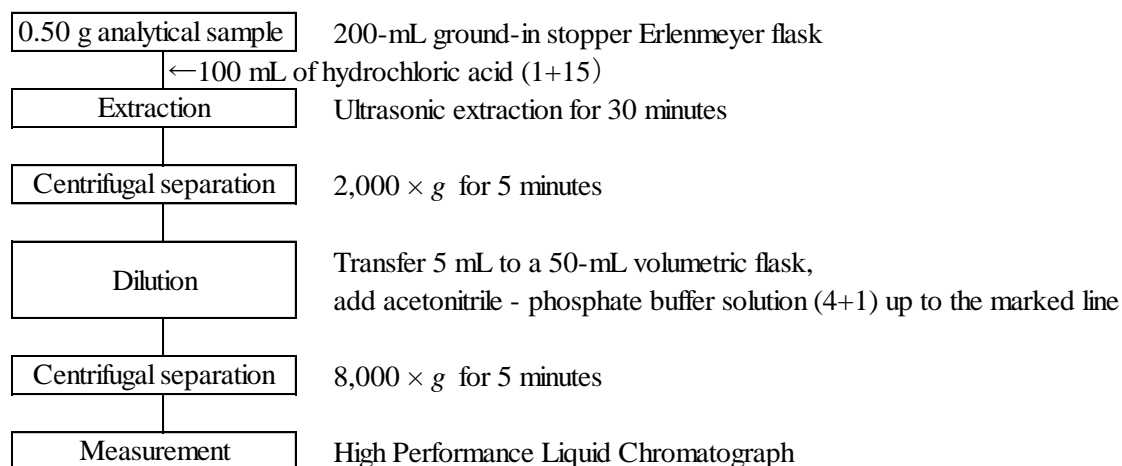 0.50 g analytical sample 200-mL ground-in stopper Erlenmeyer flask
←100 mL of hydrochloric acid (1+15)
Extraction Ultrasonic extraction for 30 minutes
Centrifugal separation 2,000 × g for 5 minutes
Dilution
Transfer 5 mL to a 50-mL volumetric flask,
add acetonitrile - phosphate buffer solution (4+1) up to the marked line
Centrifugal separation 8,000 × g for 5 minutes
Measurement High Performance Liquid Chromatograph